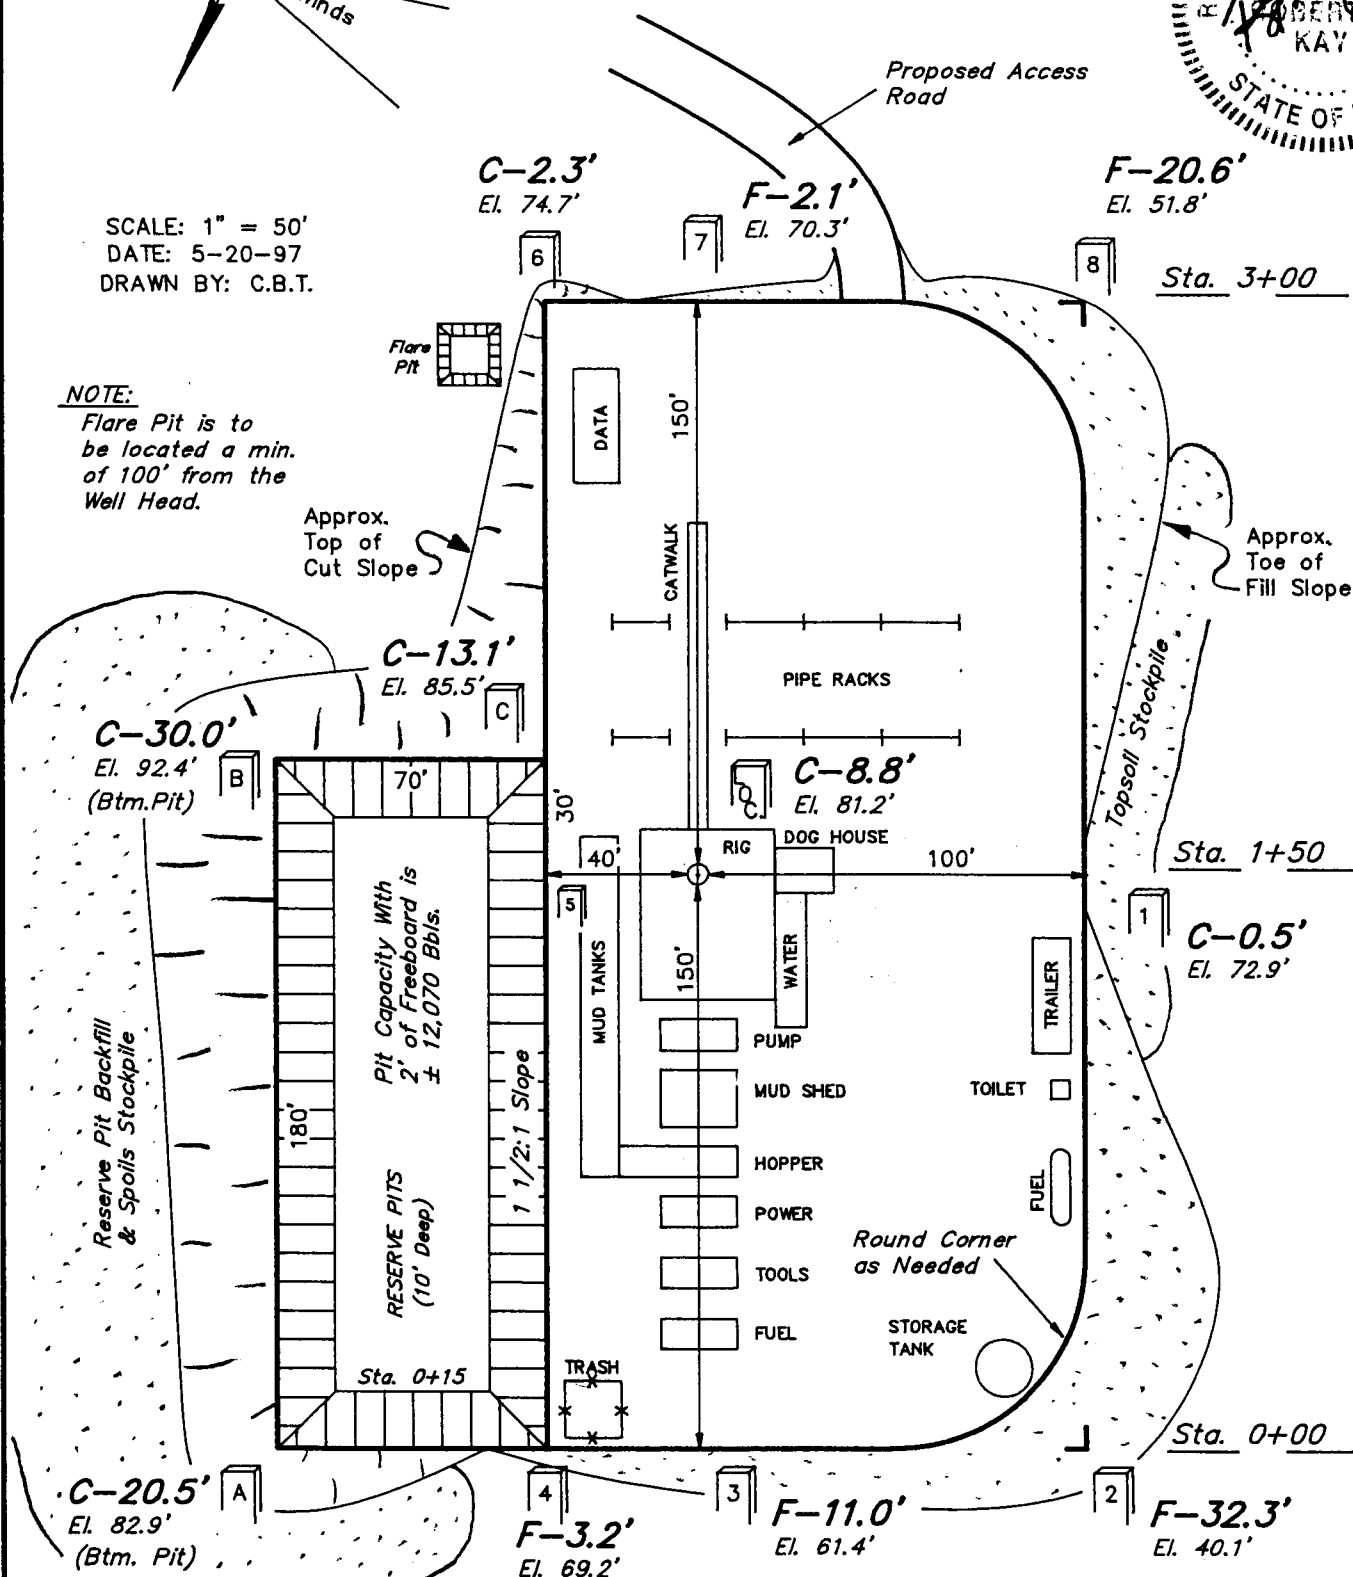 Proposed Access
Road
KAY
STATE OF
C-2.3'
El. 74.7'
F-2.1'
El. 70.3'
F-20.6'
El. 51.8'
SCALE: 1" = 50'
DATE: 5-20-97
DRAWN BY: C.B.T.
6
7
8
Sta. 3+00
Flare
Pit
NOTE:
Flare Pit is to
be located a min.
of 100' from the
Well Head.
DATA
150'
Approx.
Top of
Cut Slope
CATWALK
Approx.
Toe of
Fill Slope
C-13.1'
El. 85.5'
C
PIPE RACKS
Topsoil Stockpile
C-30.0'
El. 92.4'
(Btm.Pit)
B
70'
30'
C-8.8'
El. 81.2'
RIG
DOG HOUSE
40'
100'
Sta. 1+50
5
1
C-0.5'
El. 72.9'
Pit Capacity With
2' of Freeboard is
± 12,070 Bbls.
MUD TANKS
150'
WATER
TRAILER
Reserve Pit Backfill
& Spoils Stockpile
180'
1 1/2:1 Slope
PUMP
MUD SHED
TOILET
HOPPER
RESERVE PITS
(10' Deep)
POWER
FUEL
Round Corner
as Needed
TOOLS
FUEL
STORAGE
TANK
Sta. 0+15
TRASH
Sta. 0+00
C-20.5'
El. 82.9'
(Btm. Pit)
A
4
F-3.2'
El. 69.2'
3
F-11.0'
El. 61.4'
2
F-32.3'
El. 40.1'